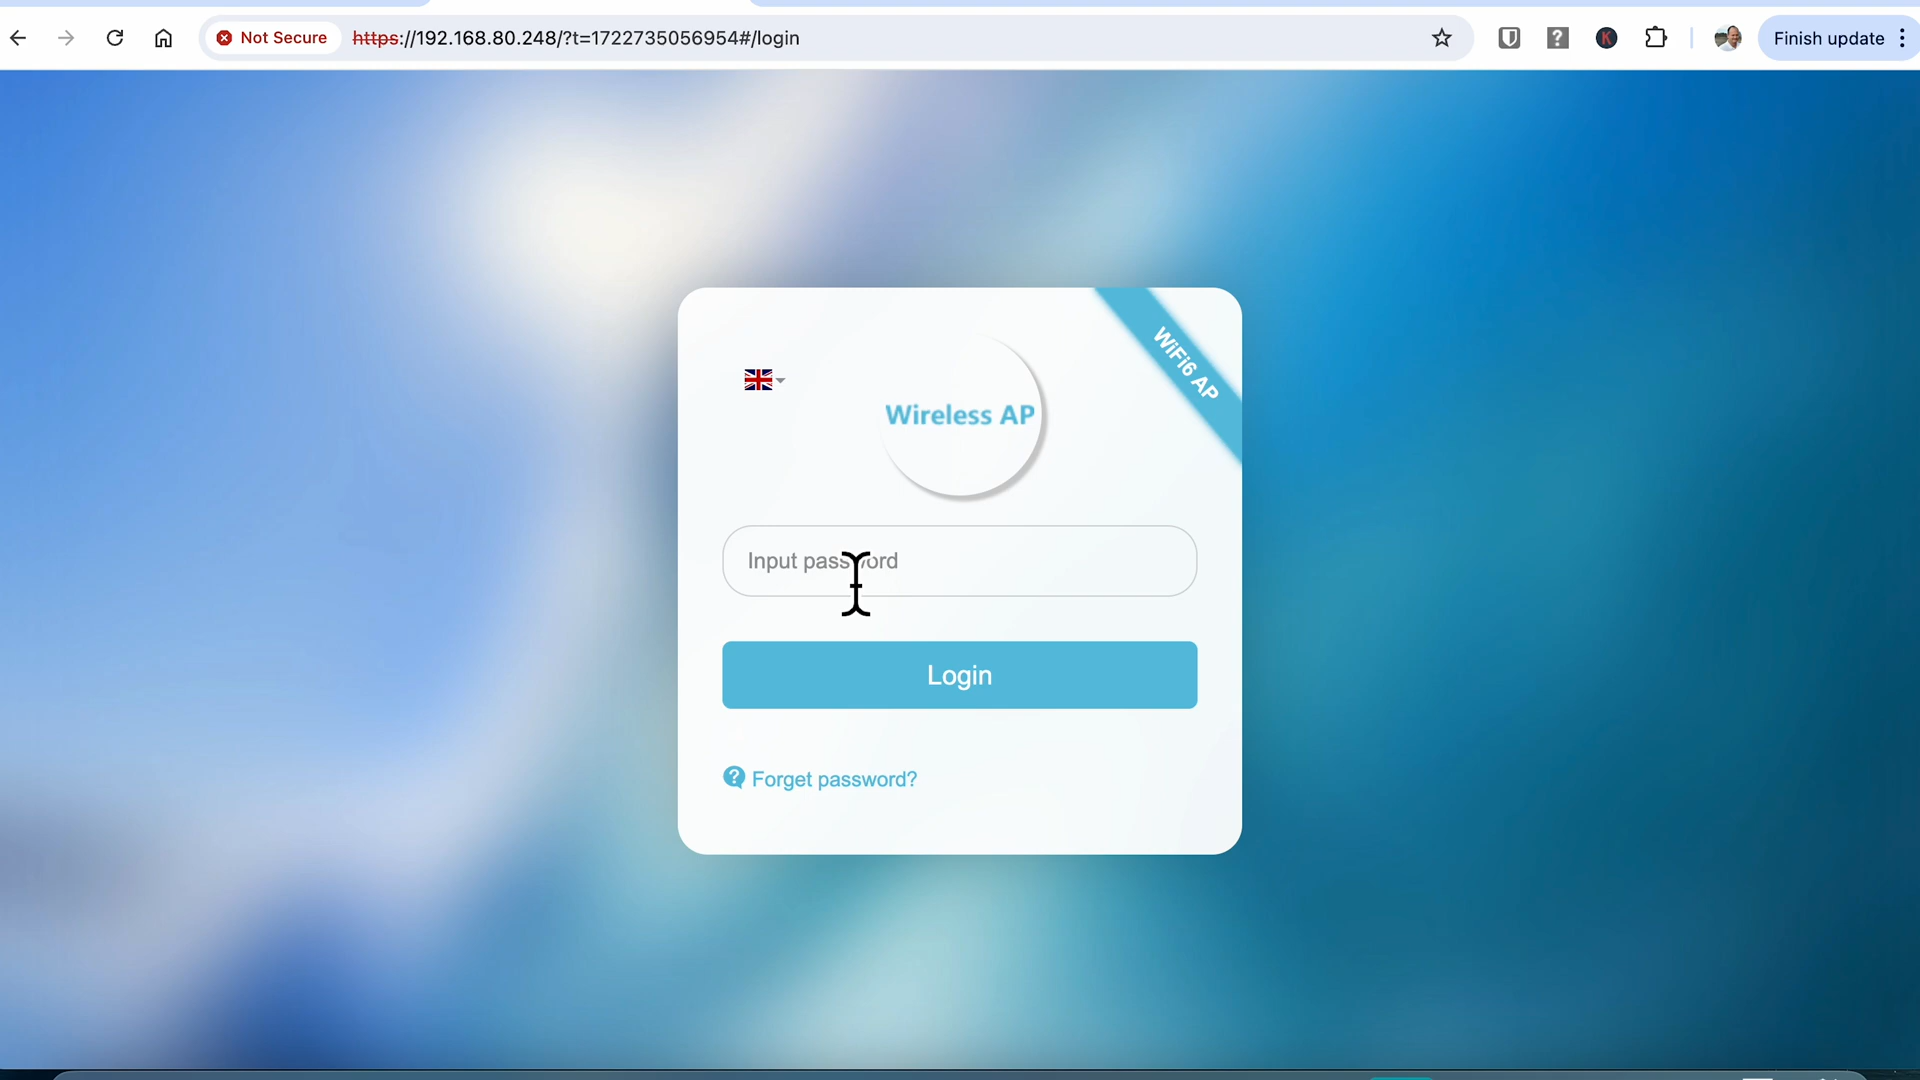 Not Secure
https://192.168.80.248/?t=1722735056954#/login
K
Finish update
WiFi6 AP
Wireless AP
Input password
Login
Forget password?